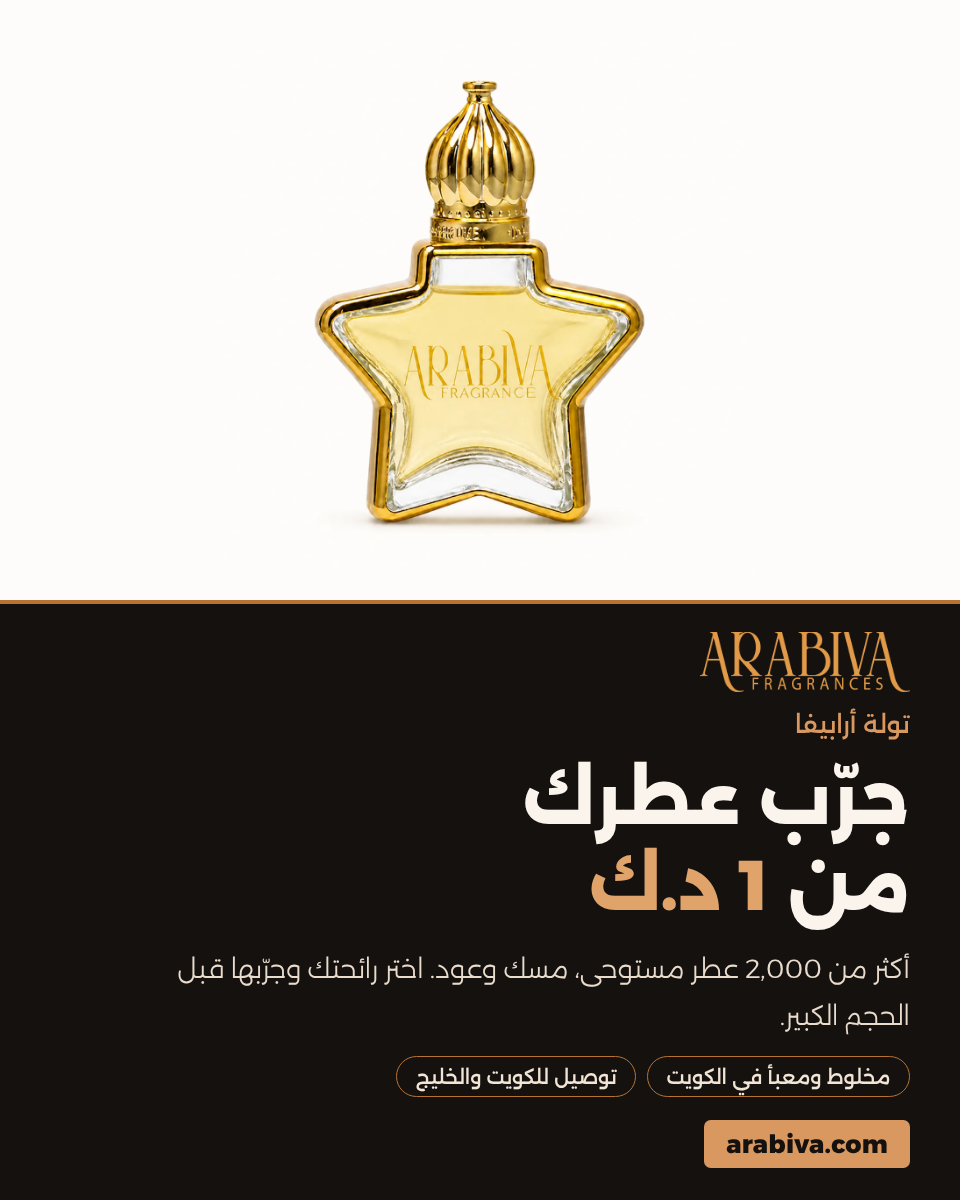 ARABIVA
FRAGRANCE
ARABIVA
FRAGRANCES
تولة أرابيفا
جرّب عطرك
من 1 د.ك
أكثر من 2,000 عطر مستوحى، مسك وعود. اختر رائحتك وجرّبها قبل
الحجم الكبير.
مخلوط ومعبأ في الكويت
توصيل للكويت والخليج
arabiva.com